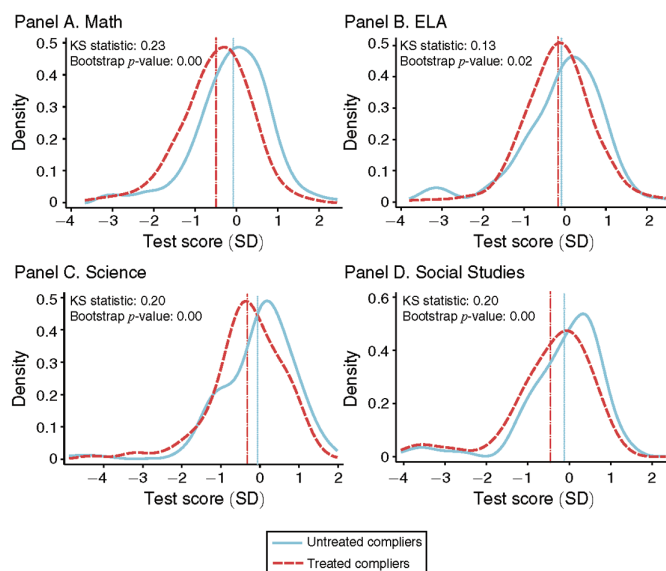 Panel A. Math
KS statistic: 0.23
Bootstrap p-value: 0.00
0.5
0.4
0.3
0.2
0.1
0
Density
−4 −3 −2 −1 0 1 2
Test score (SD)
Panel B. ELA
KS statistic: 0.13
Bootstrap p-value: 0.02
0.5
0.4
0.3
0.2
0.1
0
Density
−4 −3 −2 −1 0 1 2
Test score (SD)
Panel C. Science
KS statistic: 0.20
Bootstrap p-value: 0.00
0.5
0.4
0.3
0.2
0.1
0
Density
−4 −3 −2 −1 0 1 2
Test score (SD)
Panel D. Social Studies
KS statistic: 0.20
Bootstrap p-value: 0.00
0.6
0.4
0.2
0
Density
−4 −3 −2 −1 0 1 2
Test score (SD)
Untreated compliers
Treated compliers